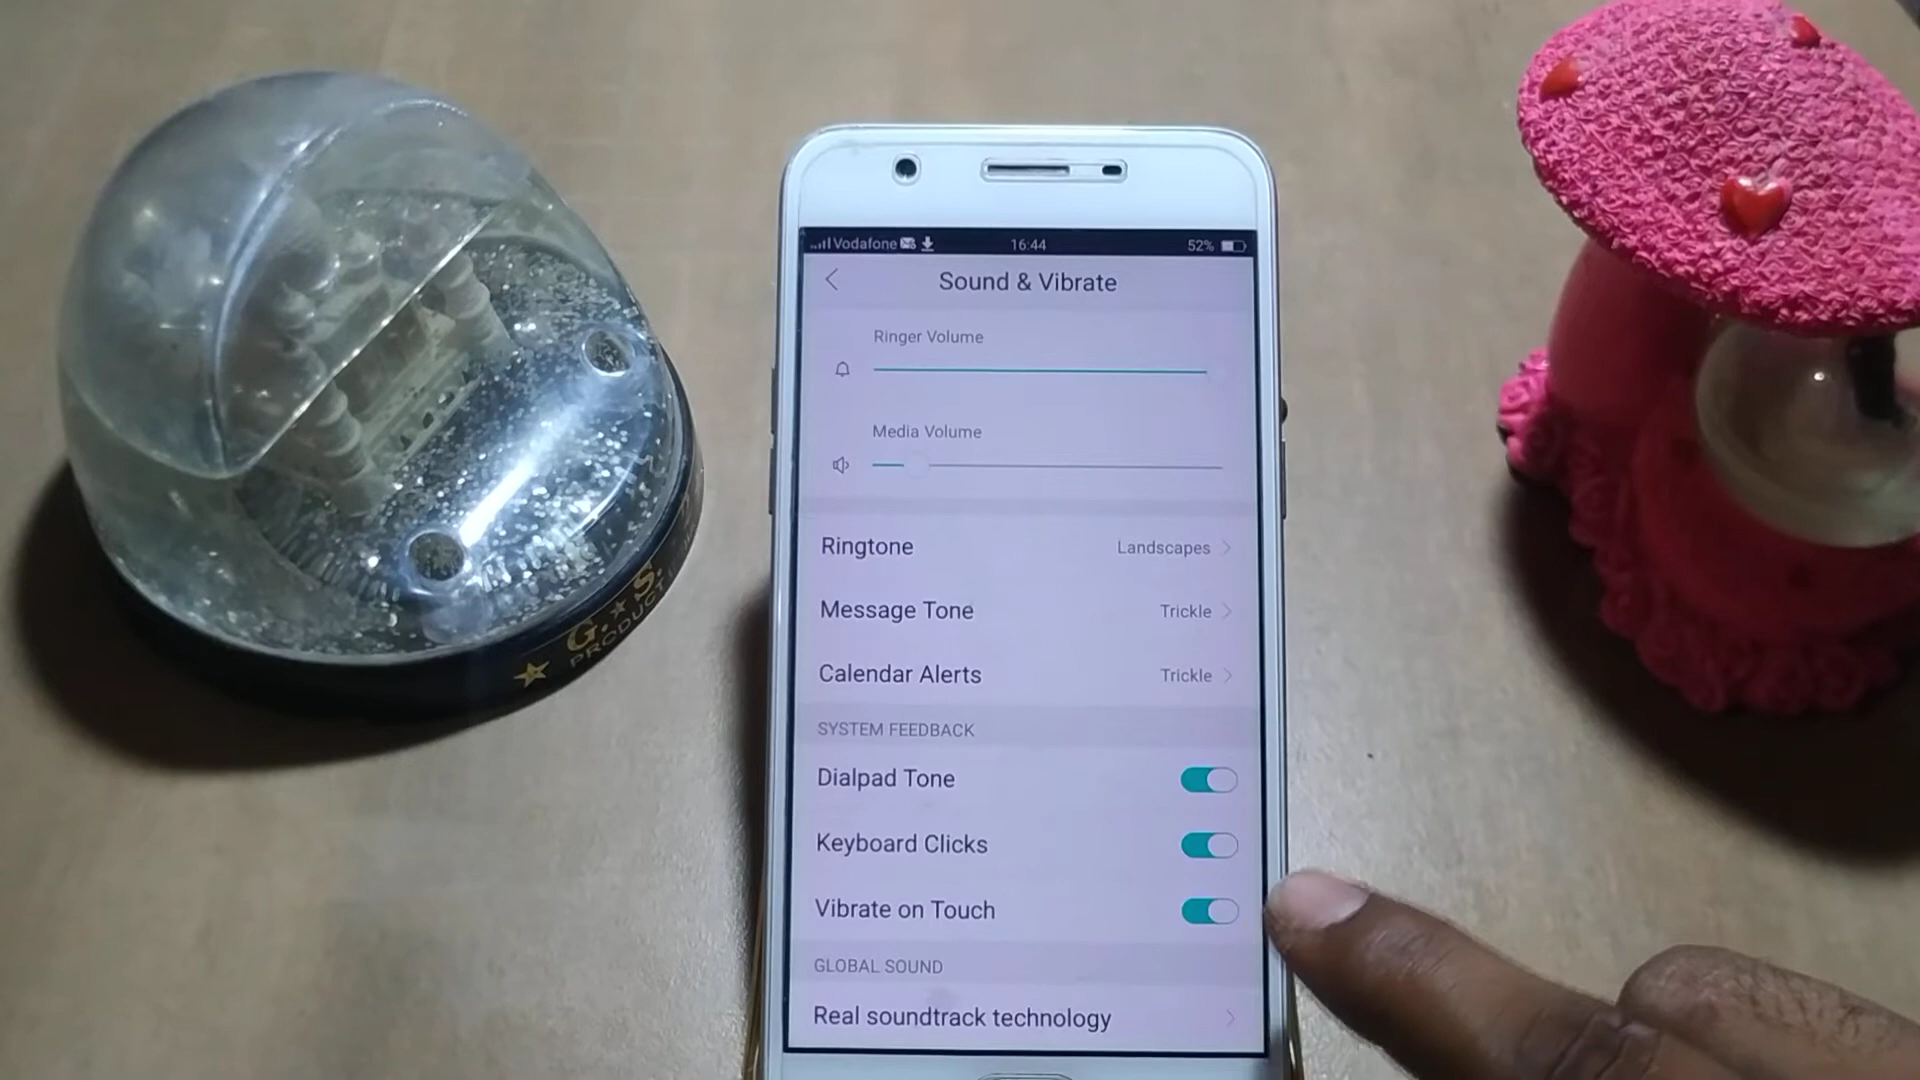 Vodafone 16:44 52%
Sound & Vibrate
Ringer Volume
Media Volume
Ringtone Landscapes
Message Tone Trickle
Calendar Alerts Trickle
SYSTEM FEEDBACK
Dialpad Tone
Keyboard Clicks
Vibrate on Touch
GLOBAL SOUND
Real soundtrack technology
G. S.
PRODUCT